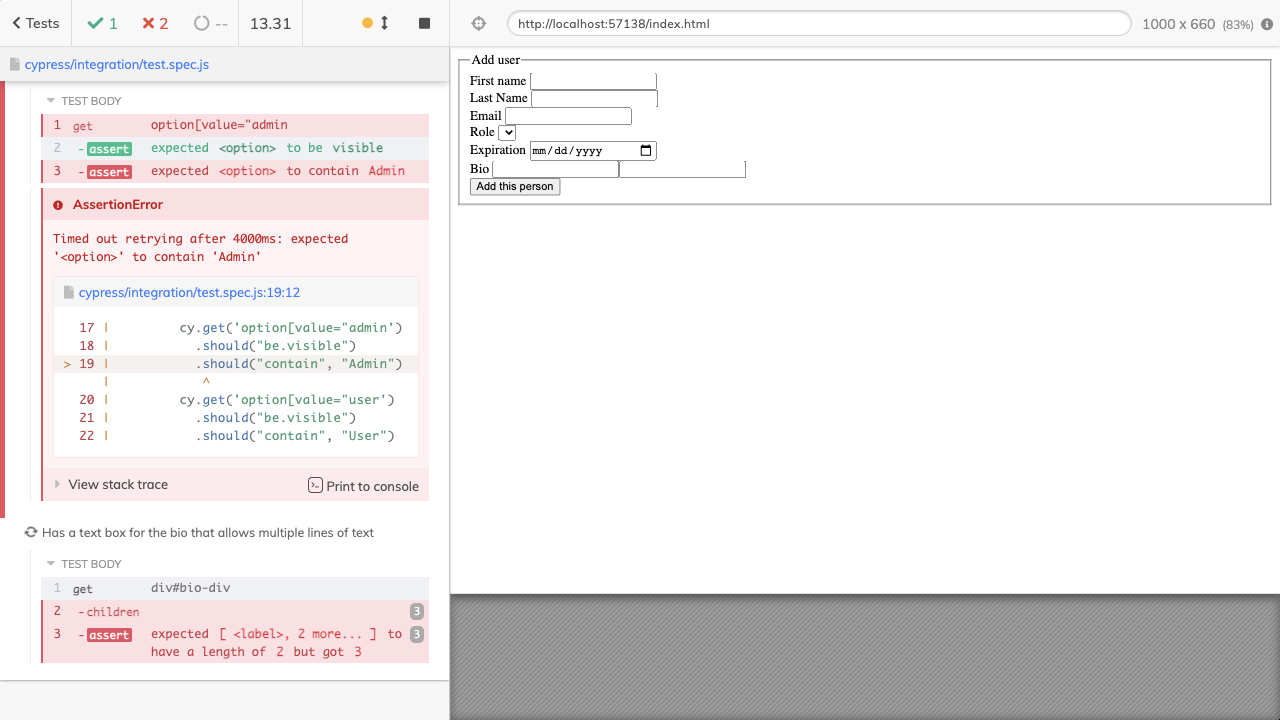 Tests
1
2
--
13.31
http://localhost:57138/index.html
1000 x 660 (83%)
cypress/integration/test.spec.js
TEST BODY
1 get option[value="admin
2 -assert expected <option> to be visible
3 -assert expected <option> to contain Admin
AssertionError
Timed out retrying after 4000ms: expected
'<option>' to contain 'Admin'
cypress/integration/test.spec.js:19:12
17 | cy.get('option[value="admin')
18 | .should("be.visible")
> 19 | .should("contain", "Admin")
| ^
20 | cy.get('option[value="user')
21 | .should("be.visible")
22 | .should("contain", "User")
View stack trace
Print to console
Has a text box for the bio that allows multiple lines of text
TEST BODY
1 get div#bio-div
2 -children 3
3 -assert expected [ <label>, 2 more... ] to 3
have a length of 2 but got 3
Add user
First name
Last Name
Email
Role
Expiration mm/dd/yyyy
Bio
Add this person